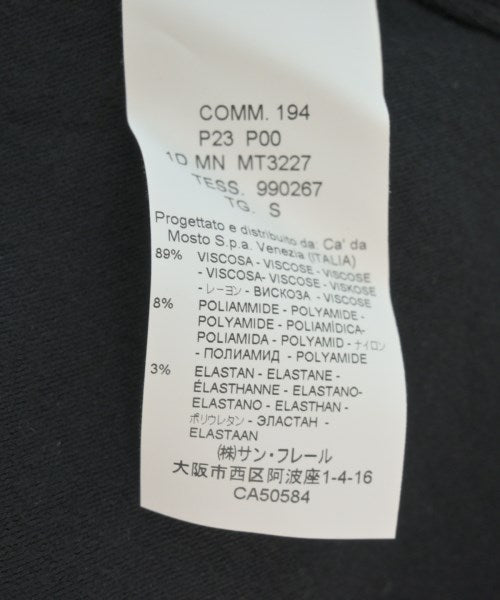 COMM. 194
P23 P00
1D MN MT3227
TESS. 990267
TG. S
Progettato e distribuito da: Ca' da
Mosto S.p.a. Venezia (ITALIA)
89% VISCOSA - VISCOSE - VISCOSE
- VISCOSA- VISCOSE - VISKOSE
- レーヨン - ВИСКОЗА - VISCOSE
8% POLIAMMIDE - POLYAMIDE -
POLYAMIDE - POLIAMÍDICA-
POLIAMIDA - POLYAMID - ナイロン
- ПОЛИАМИД - POLYAMIDE
3% ELASTAN - ELASTANE -
ÉLASTHANNE - ELASTANO-
ELASTANO - ELASTHAN -
ポリウレタン - ЭЛАСТАН -
ELASTAAN
(株)サン・フレール
大阪市西区阿波座1-4-16
CA50584